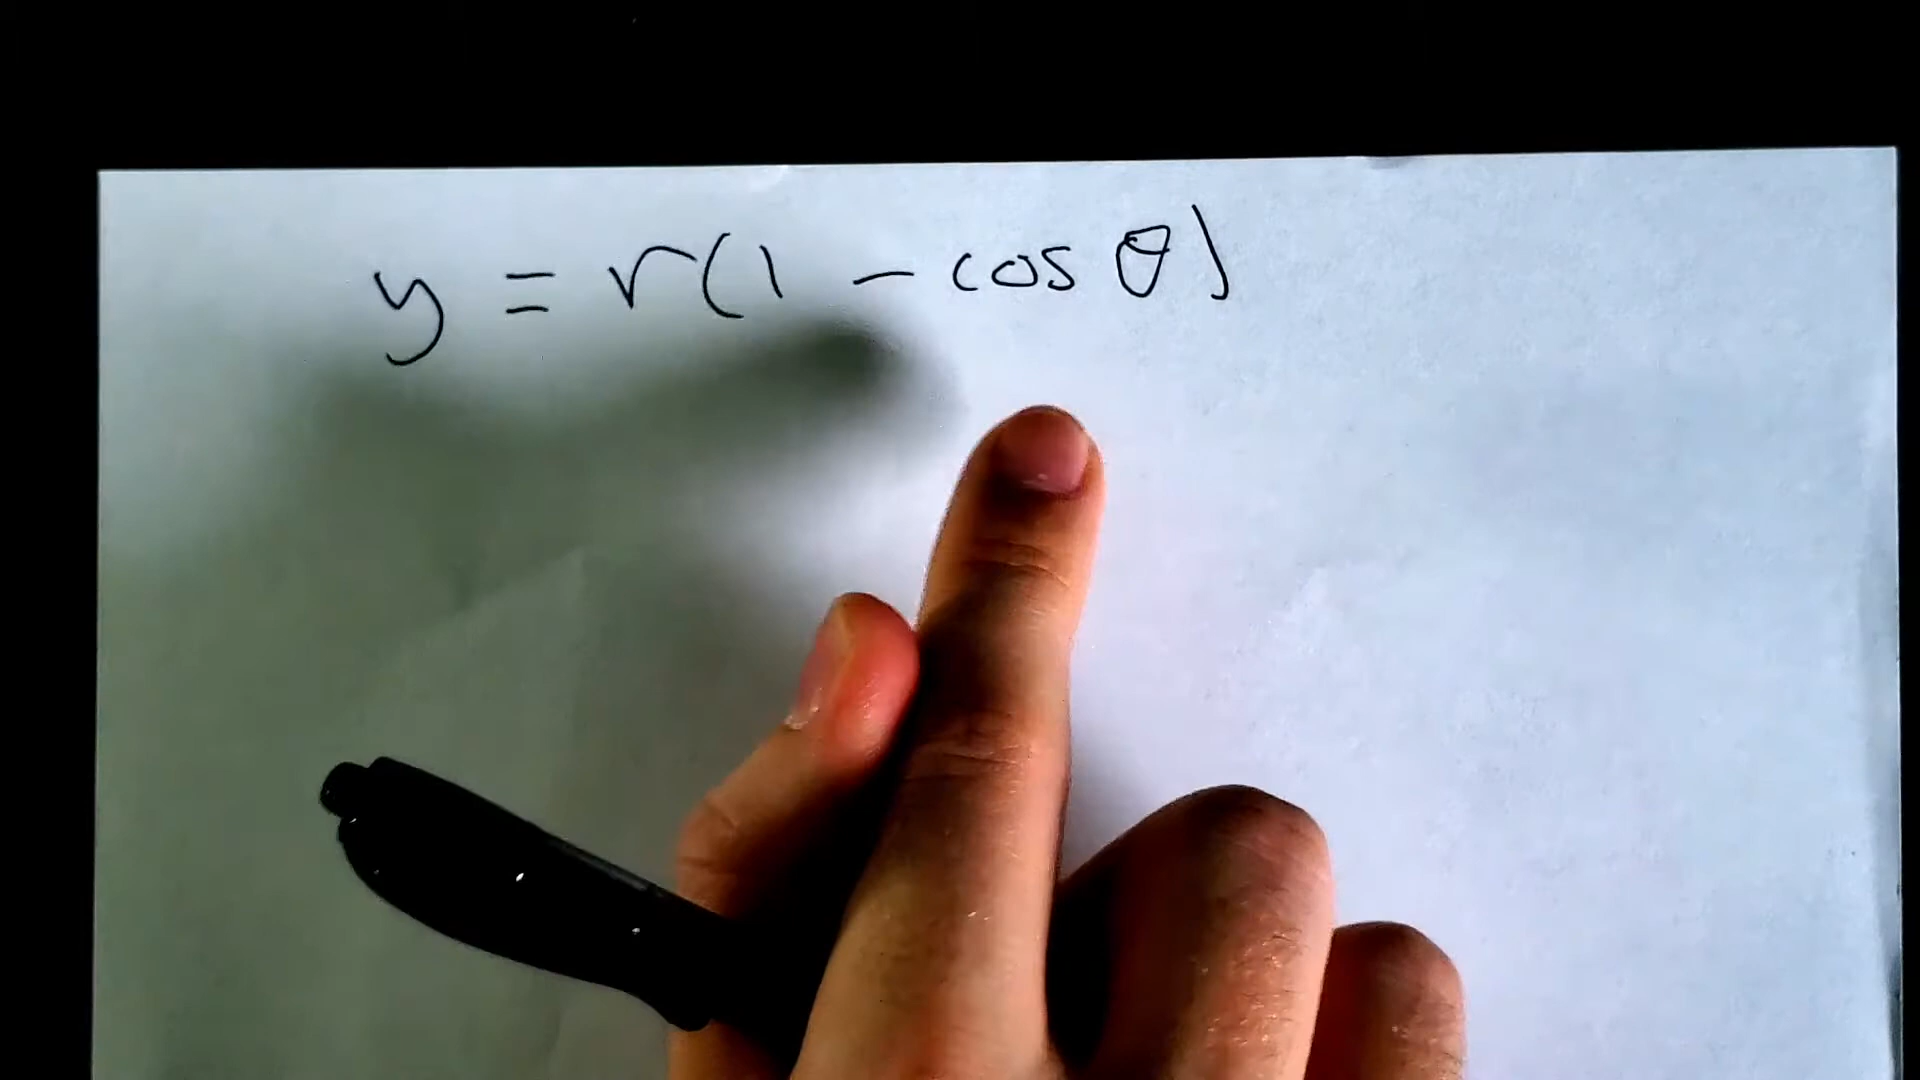 y = r(1 - cos θ)